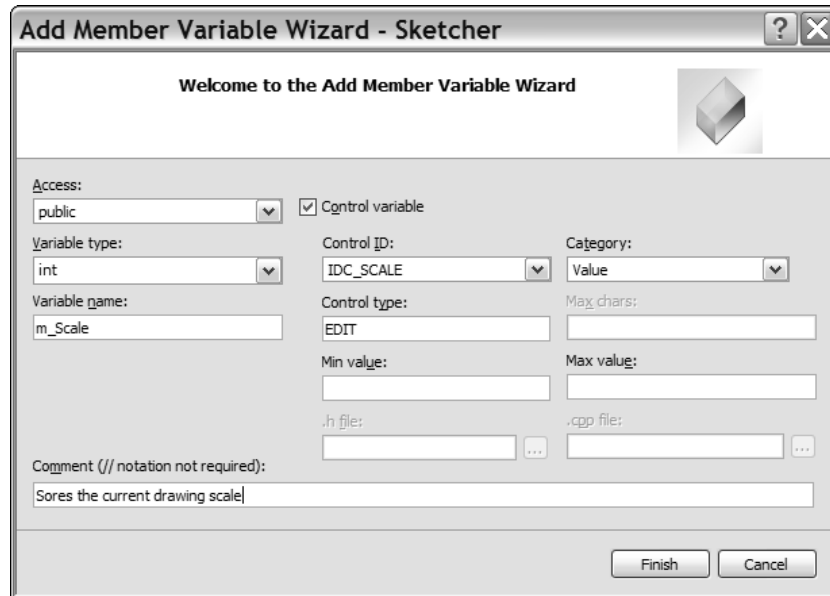 Add Member Variable Wizard - Sketcher
?
X
Welcome to the Add Member Variable Wizard
Access:
public
Control variable
Variable type:
int
Control ID:
IDC_SCALE
Category:
Value
Variable name:
m_Scale
Control type:
EDIT
Max chars:
Min value:
Max value:
.h file:
...
.cpp file:
...
Comment (// notation not required):
Sores the current drawing scale
Finish
Cancel